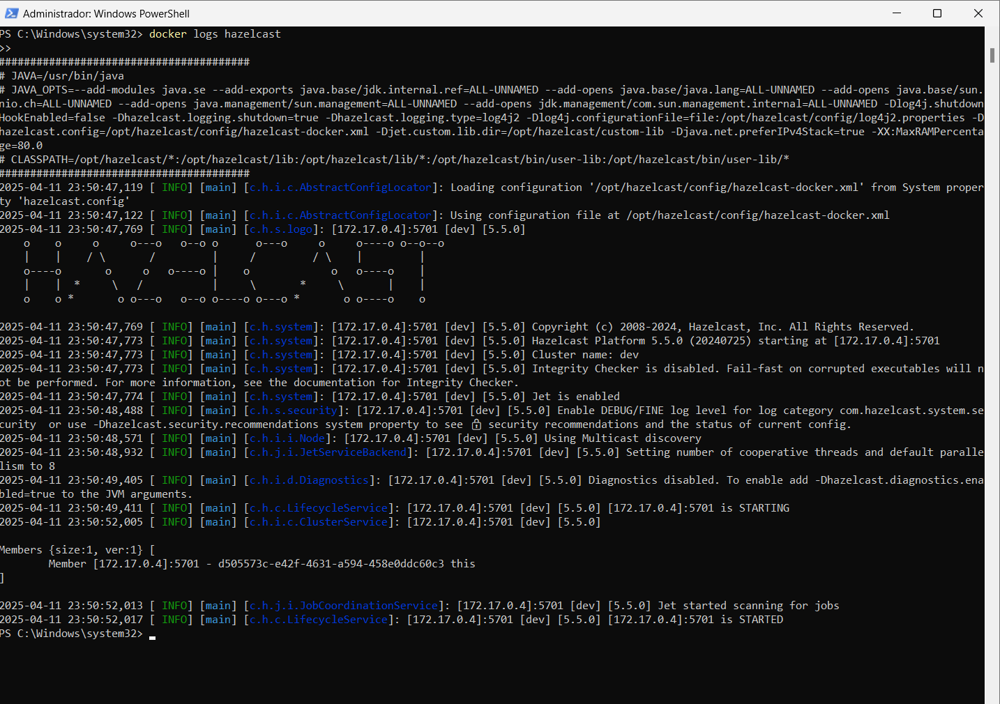 Administrador: Windows PowerShell
PS C:\Windows\system32> docker logs hazelcast
>>
########################################
# JAVA=/usr/bin/java
# JAVA_OPTS=--add-modules java.se --add-exports java.base/jdk.internal.ref=ALL-UNNAMED --add-opens java.base/java.lang=ALL-UNNAMED --add-opens java.base/sun.
nio.ch=ALL-UNNAMED --add-opens java.management/sun.management=ALL-UNNAMED --add-opens jdk.management/com.sun.management.internal=ALL-UNNAMED -Dlog4j.shutdown
HookEnabled=false -Dhazelcast.logging.shutdown=true -Dhazelcast.logging.type=log4j2 -Dlog4j.configurationFile=file:/opt/hazelcast/config/log4j2.properties -D
hazelcast.config=/opt/hazelcast/config/hazelcast-docker.xml -Djet.custom.lib.dir=/opt/hazelcast/custom-lib -Djava.net.preferIPv4Stack=true -XX:MaxRAMPercenta
ge=80.0
# CLASSPATH=/opt/hazelcast/*:/opt/hazelcast/lib:/opt/hazelcast/lib/*:/opt/hazelcast/bin/user-lib:/opt/hazelcast/bin/user-lib/*
########################################
2025-04-11 23:50:47,119 [ INFO] [main] [c.h.i.c.AbstractConfigLocator]: Loading configuration '/opt/hazelcast/config/hazelcast-docker.xml' from System proper
ty 'hazelcast.config'
2025-04-11 23:50:47,122 [ INFO] [main] [c.h.i.c.AbstractConfigLocator]: Using configuration file at /opt/hazelcast/config/hazelcast-docker.xml
2025-04-11 23:50:47,769 [ INFO] [main] [c.h.s.logo]: [172.17.0.4]:5701 [dev] [5.5.0]
    o    o     o     o---o   o--o o      o---o     o     o----o o--o--o
    |    |    / \       /         |     /         / \    |         |
    o----o       o     o   o----o |    o             o   o----o    |
    |    |  *     \   /           |     \       *     \       |    |
    o    o *       o o---o   o--o o----o o---o *       o o----o    o
2025-04-11 23:50:47,769 [ INFO] [main] [c.h.system]: [172.17.0.4]:5701 [dev] [5.5.0] Copyright (c) 2008-2024, Hazelcast, Inc. All Rights Reserved.
2025-04-11 23:50:47,773 [ INFO] [main] [c.h.system]: [172.17.0.4]:5701 [dev] [5.5.0] Hazelcast Platform 5.5.0 (20240725) starting at [172.17.0.4]:5701
2025-04-11 23:50:47,773 [ INFO] [main] [c.h.system]: [172.17.0.4]:5701 [dev] [5.5.0] Cluster name: dev
2025-04-11 23:50:47,773 [ INFO] [main] [c.h.system]: [172.17.0.4]:5701 [dev] [5.5.0] Integrity Checker is disabled. Fail-fast on corrupted executables will n
ot be performed. For more information, see the documentation for Integrity Checker.
2025-04-11 23:50:47,774 [ INFO] [main] [c.h.system]: [172.17.0.4]:5701 [dev] [5.5.0] Jet is enabled
2025-04-11 23:50:48,488 [ INFO] [main] [c.h.s.security]: [172.17.0.4]:5701 [dev] [5.5.0] Enable DEBUG/FINE log level for log category com.hazelcast.system.se
curity  or use -Dhazelcast.security.recommendations system property to see 🔒 security recommendations and the status of current config.
2025-04-11 23:50:48,571 [ INFO] [main] [c.h.i.i.Node]: [172.17.0.4]:5701 [dev] [5.5.0] Using Multicast discovery
2025-04-11 23:50:48,932 [ INFO] [main] [c.h.j.i.JetServiceBackend]: [172.17.0.4]:5701 [dev] [5.5.0] Setting number of cooperative threads and default paralle
lism to 8
2025-04-11 23:50:49,405 [ INFO] [main] [c.h.i.d.Diagnostics]: [172.17.0.4]:5701 [dev] [5.5.0] Diagnostics disabled. To enable add -Dhazelcast.diagnostics.ena
bled=true to the JVM arguments.
2025-04-11 23:50:49,411 [ INFO] [main] [c.h.c.LifecycleService]: [172.17.0.4]:5701 [dev] [5.5.0] [172.17.0.4]:5701 is STARTING
2025-04-11 23:50:52,005 [ INFO] [main] [c.h.i.c.ClusterService]: [172.17.0.4]:5701 [dev] [5.5.0]
Members {size:1, ver:1} [
        Member [172.17.0.4]:5701 - d505573c-e42f-4631-a594-458e0ddc60c3 this
]
2025-04-11 23:50:52,013 [ INFO] [main] [c.h.j.i.JobCoordinationService]: [172.17.0.4]:5701 [dev] [5.5.0] Jet started scanning for jobs
2025-04-11 23:50:52,017 [ INFO] [main] [c.h.c.LifecycleService]: [172.17.0.4]:5701 [dev] [5.5.0] [172.17.0.4]:5701 is STARTED
PS C:\Windows\system32>